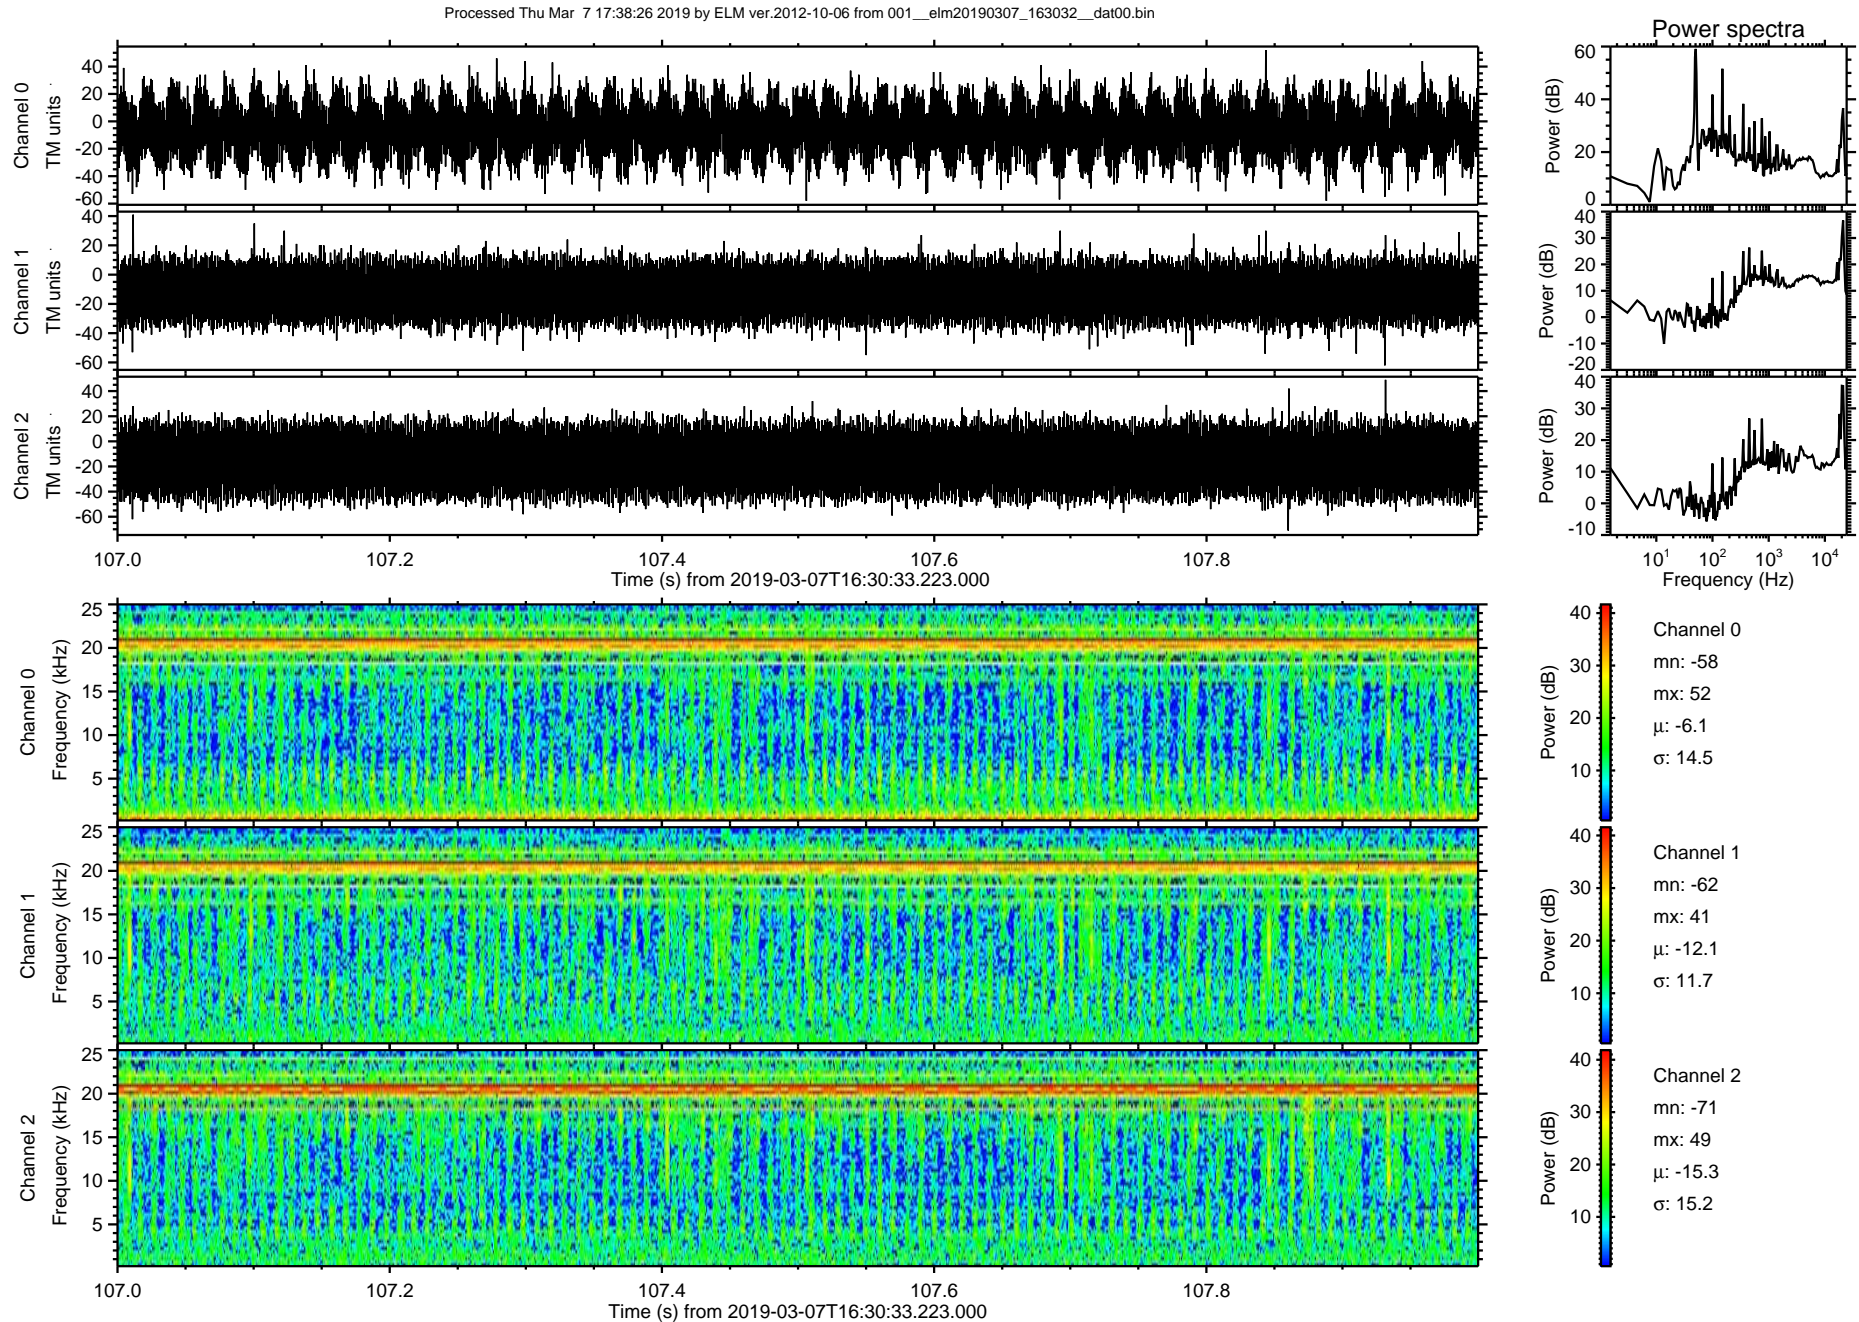 Processed Thu Mar  7 17:38:26 2019 by ELM ver.2012-10-06 from 001__elm20190307_163032__dat00.bin
Power spectra
Channel 0
TM units
40
20
0
-20
-40
-60
Power (dB)
60
40
20
0
Channel 1
TM units
40
20
0
-20
-40
-60
Power (dB)
40
30
20
10
0
-10
-20
Channel 2
TM units
40
20
0
-20
-40
-60
Power (dB)
40
30
20
10
0
-10
107.0 107.2 107.4 107.6 107.8
Time (s) from 2019-03-07T16:30:33.223.000
10¹ 10² 10³ 10⁴
Frequency (Hz)
Channel 0
Frequency (kHz)
25
20
15
10
5
Power (dB)
40
30
20
10
Channel 0
mn: -58
mx: 52
μ: -6.1
σ: 14.5
Channel 1
Frequency (kHz)
25
20
15
10
5
Power (dB)
40
30
20
10
Channel 1
mn: -62
mx: 41
μ: -12.1
σ: 11.7
Channel 2
Frequency (kHz)
25
20
15
10
5
Power (dB)
40
30
20
10
Channel 2
mn: -71
mx: 49
μ: -15.3
σ: 15.2
107.0 107.2 107.4 107.6 107.8
Time (s) from 2019-03-07T16:30:33.223.000